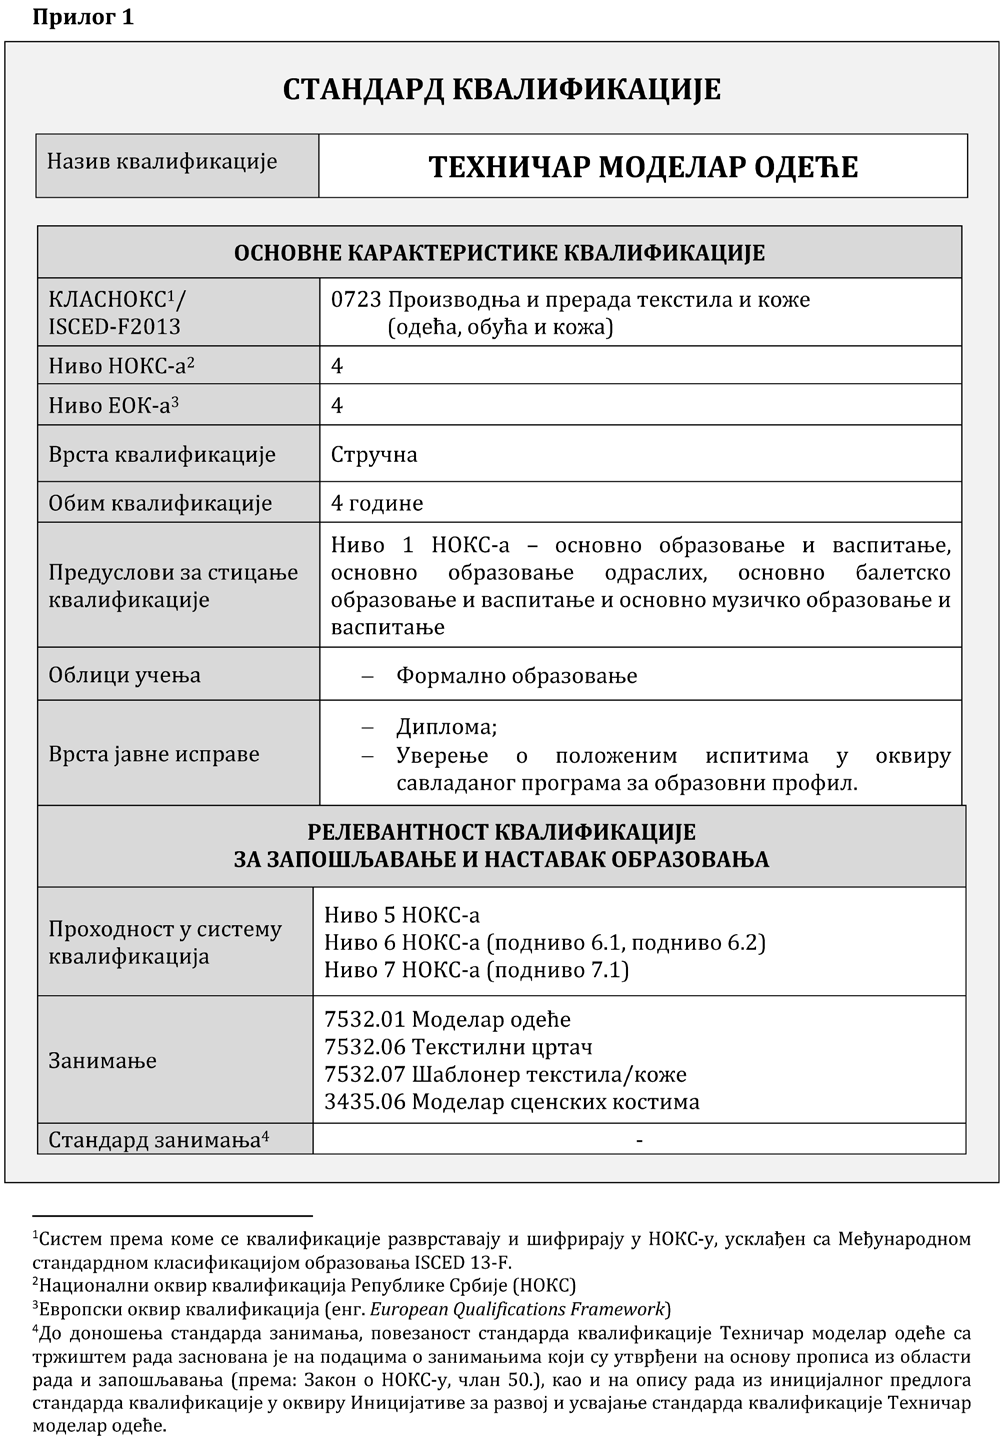 Прилог 1
СТАНДАРД КВАЛИФИКАЦИЈЕ
Назив квалификације
ТЕХНИЧАР МОДЕЛАР ОДЕЋЕ
ОСНОВНЕ КАРАКТЕРИСТИКЕ КВАЛИФИКАЦИЈЕ
КЛАСНОКС¹/
ISCED-F2013
0723 Производња и прерада текстила и коже
(одећа, обућа и кожа)
Ниво НОКС-а²
4
Ниво ЕОК-а³
4
Врста квалификације
Стручна
Обим квалификације
4 године
Предуслови за стицање
квалификације
Ниво 1 НОКС-а – основно образовање и васпитање,
основно образовање одраслих, основно балетско
образовање и васпитање и основно музичко образовање и
васпитање
Облици учења
– Формално образовање
Врста јавне исправе
– Диплома;
– Уверење о положеним испитима у оквиру
савладаног програма за образовни профил.
РЕЛЕВАНТНОСТ КВАЛИФИКАЦИЈЕ
ЗА ЗАПОШЉАВАЊЕ И НАСТАВАК ОБРАЗОВАЊА
Проходност у систему
квалификација
Ниво 5 НОКС-а
Ниво 6 НОКС-а (подниво 6.1, подниво 6.2)
Ниво 7 НОКС-а (подниво 7.1)
Занимање
7532.01 Моделар одеће
7532.06 Текстилни цртач
7532.07 Шаблонер текстила/коже
3435.06 Моделар сценских костима
Стандард занимања⁴
-
¹Систем према коме се квалификације разврставају и шифрирају у НОКС-у, усклађен са Међународном
стандардном класификацијом образовања ISCED 13-F.
²Национални оквир квалификација Републике Србије (НОКС)
³Европски оквир квалификација (енг. European Qualifications Framework)
⁴До доношења стандарда занимања, повезаност стандарда квалификације Техничар моделар одеће са
тржиштем рада заснована је на подацима о занимањима који су утврђени на основу прописа из области
рада и запошљавања (према: Закон о НОКС-у, члан 50.), као и на опису рада из иницијалног предлога
стандарда квалификације у оквиру Иницијативе за развој и усвајање стандарда квалификације Техничар
моделар одеће.